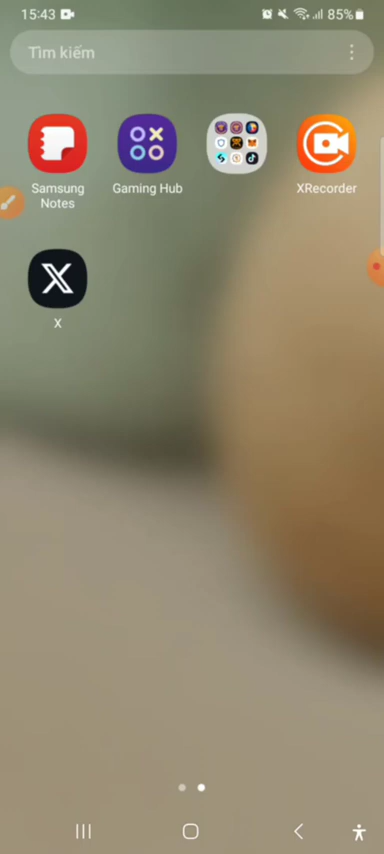 15:43
85%
Tìm kiếm
Samsung
Notes
Gaming Hub
XRecorder
X